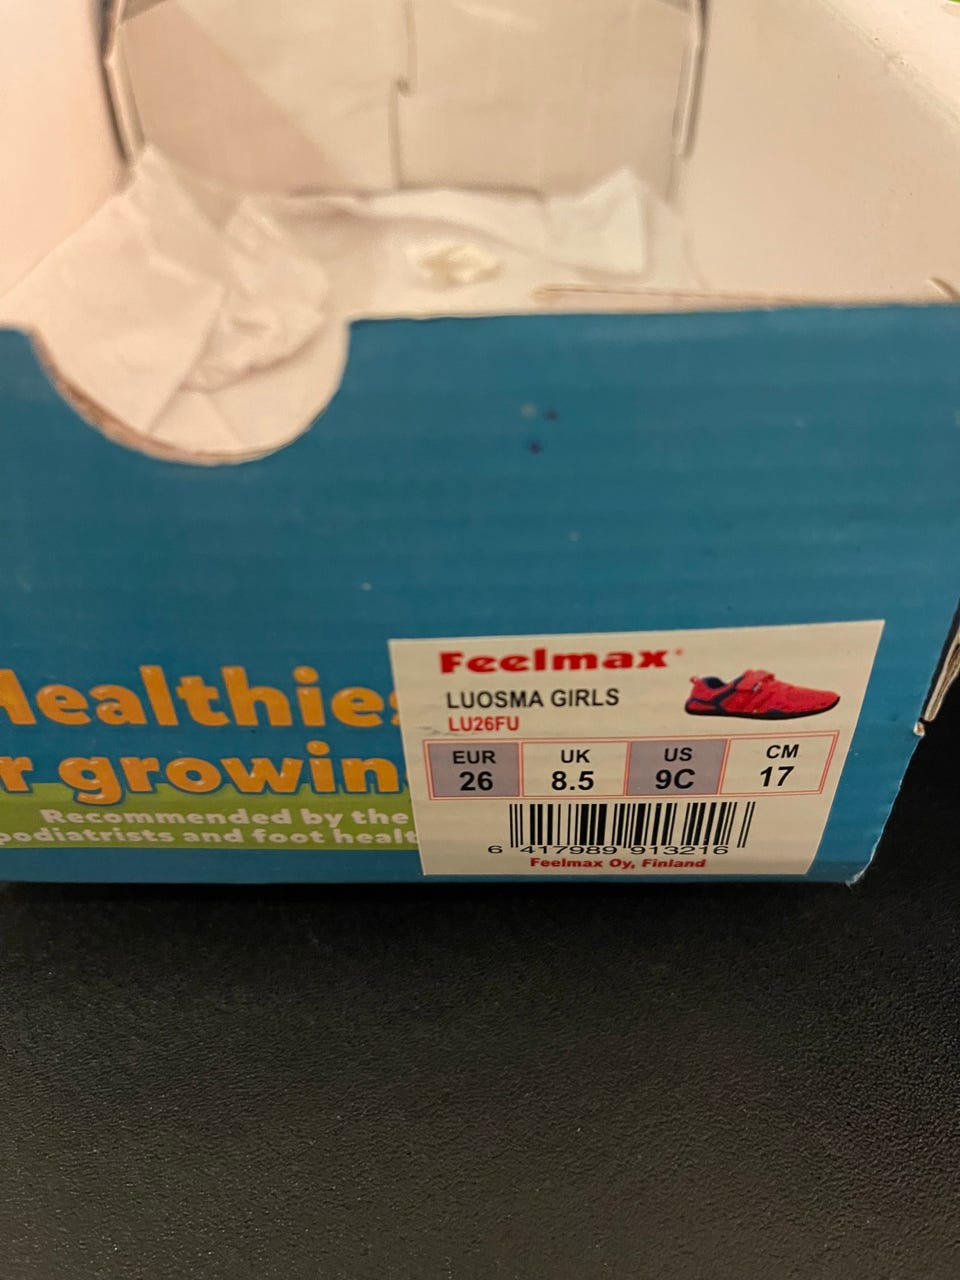 Feelmax
LUOSMA GIRLS
LU26FU
EUR UK US CM
26 8.5 9C 17
6 417989 913216
Feelmax Oy, Finland
growin
Recommended by the
podiatrists and foot healt